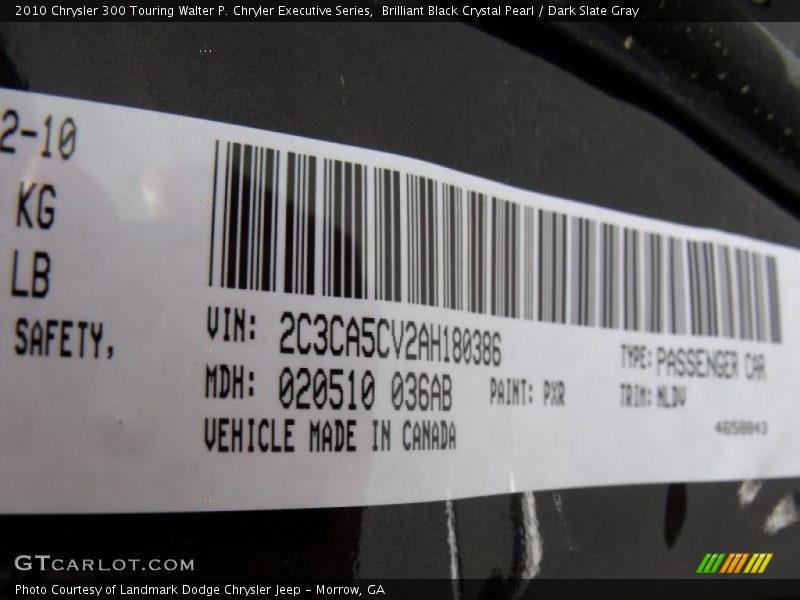 2010 Chrysler 300 Touring Walter P. Chryler Executive Series,  Brilliant Black Crystal Pearl / Dark Slate Gray
2-10
KG
LB
SAFETY,
VIN: 2C3CA5CV2AH180386
TYPE: PASSENGER CAR
MDH: 020510 036AB
PAINT: PXR
TRIM: NLDV
VEHICLE MADE IN CANADA
4658043
GTCARLOT.COM
Photo Courtesy of Landmark Dodge Chrysler Jeep - Morrow, GA